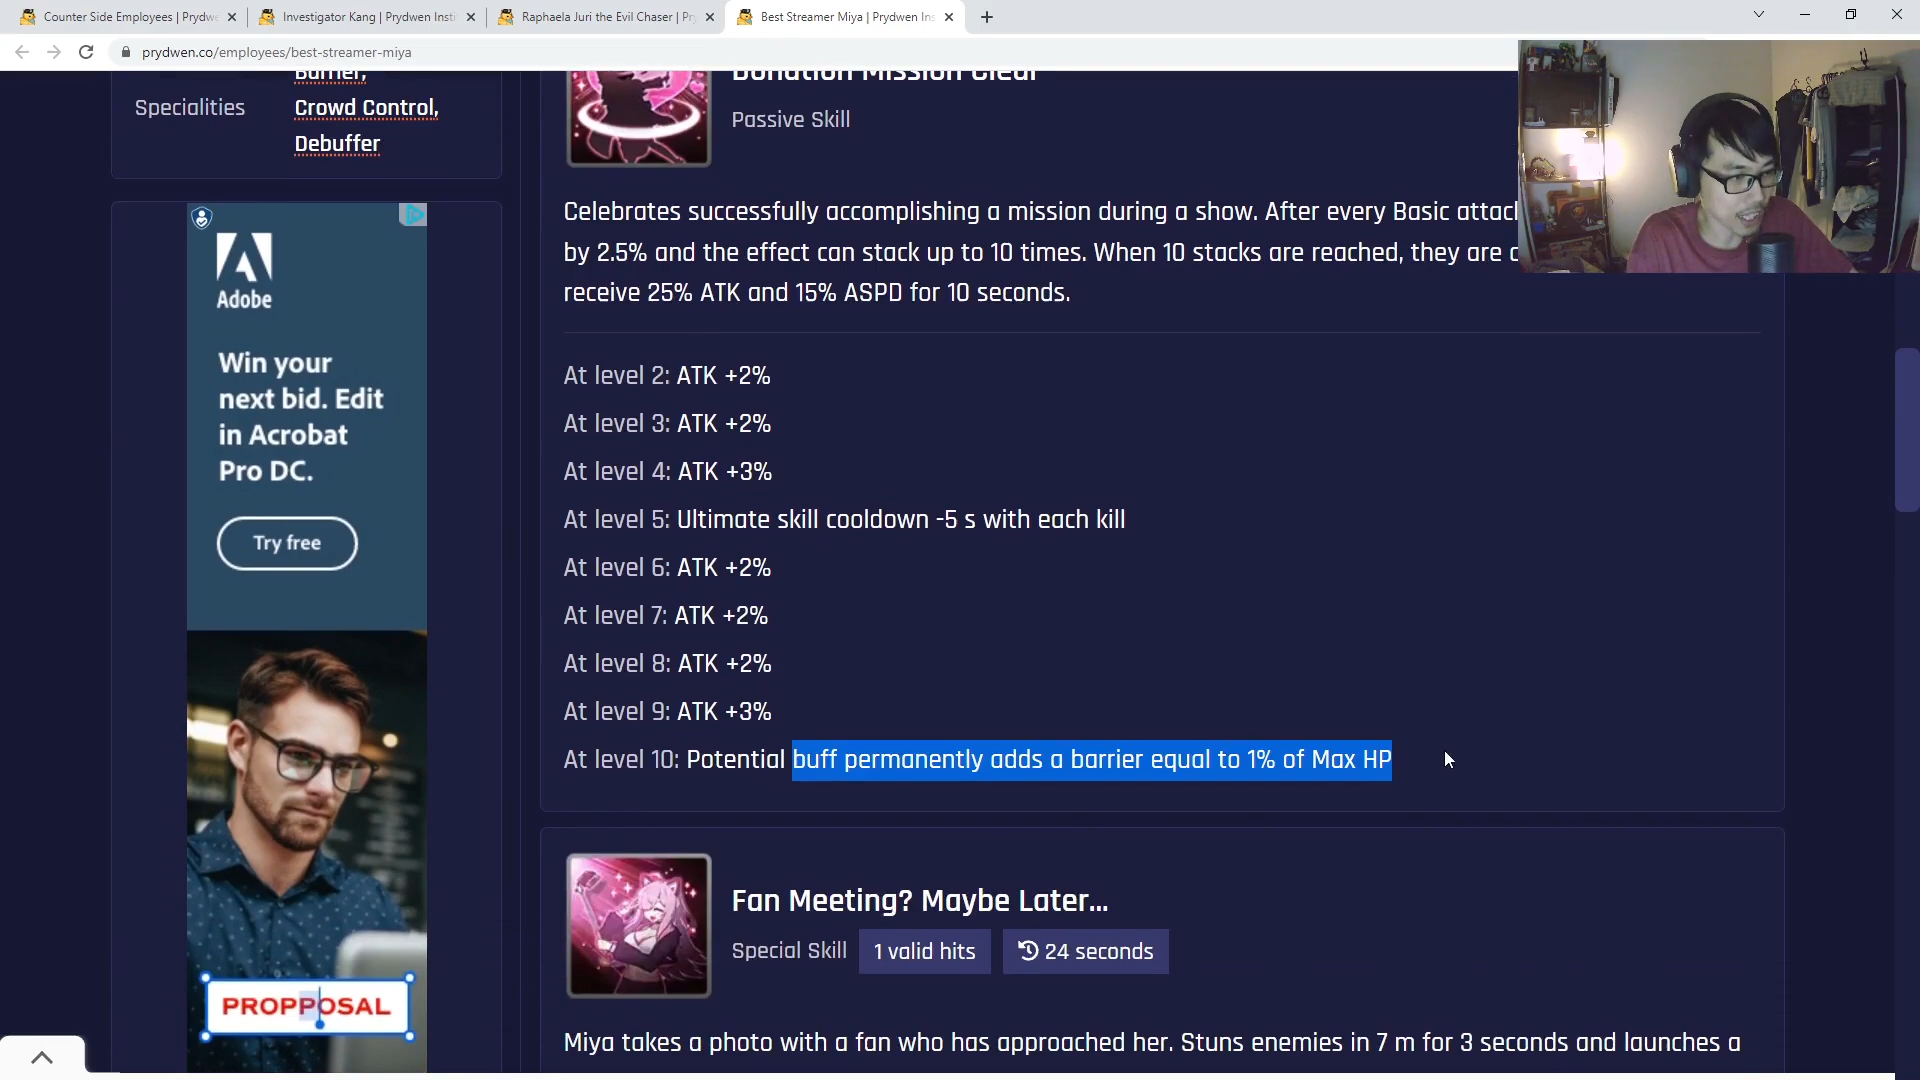 Counter Side Employees | Prydwe
Investigator Kang | Prydwen Insti
Raphaela Juri the Evil Chaser | Pr
Best Streamer Miya | Prydwen Ins
prydwen.co/employees/best-streamer-miya
Barrier,
Specialities
Crowd Control,
Debuffer
Donation Mission Clear
Passive Skill
Celebrates successfully accomplishing a mission during a show. After every Basic attack
by 2.5% and the effect can stack up to 10 times. When 10 stacks are reached, they are c
receive 25% ATK and 15% ASPD for 10 seconds.
At level 2: ATK +2%
At level 3: ATK +2%
At level 4: ATK +3%
At level 5: Ultimate skill cooldown -5 s with each kill
At level 6: ATK +2%
At level 7: ATK +2%
At level 8: ATK +2%
At level 9: ATK +3%
At level 10: Potential buff permanently adds a barrier equal to 1% of Max HP
Fan Meeting? Maybe Later...
Special Skill 1 valid hits 24 seconds
Miya takes a photo with a fan who has approached her. Stuns enemies in 7 m for 3 seconds and launches a
Adobe
Win your
next bid. Edit
in Acrobat
Pro DC.
Try free
PROPPOSAL